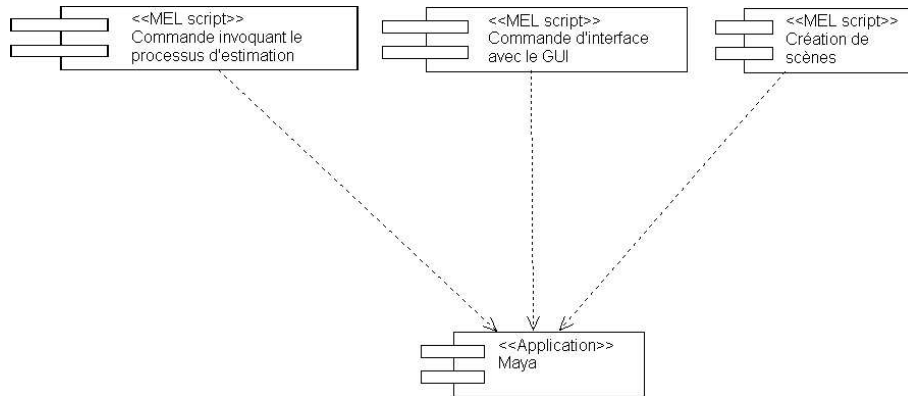 <<MEL script>>
Commande invoquant le
processus d'estimation
<<MEL script>>
Commande d'interface
avec le GUI
<<MEL script>>
Création de
scènes
<<Application>>
Maya